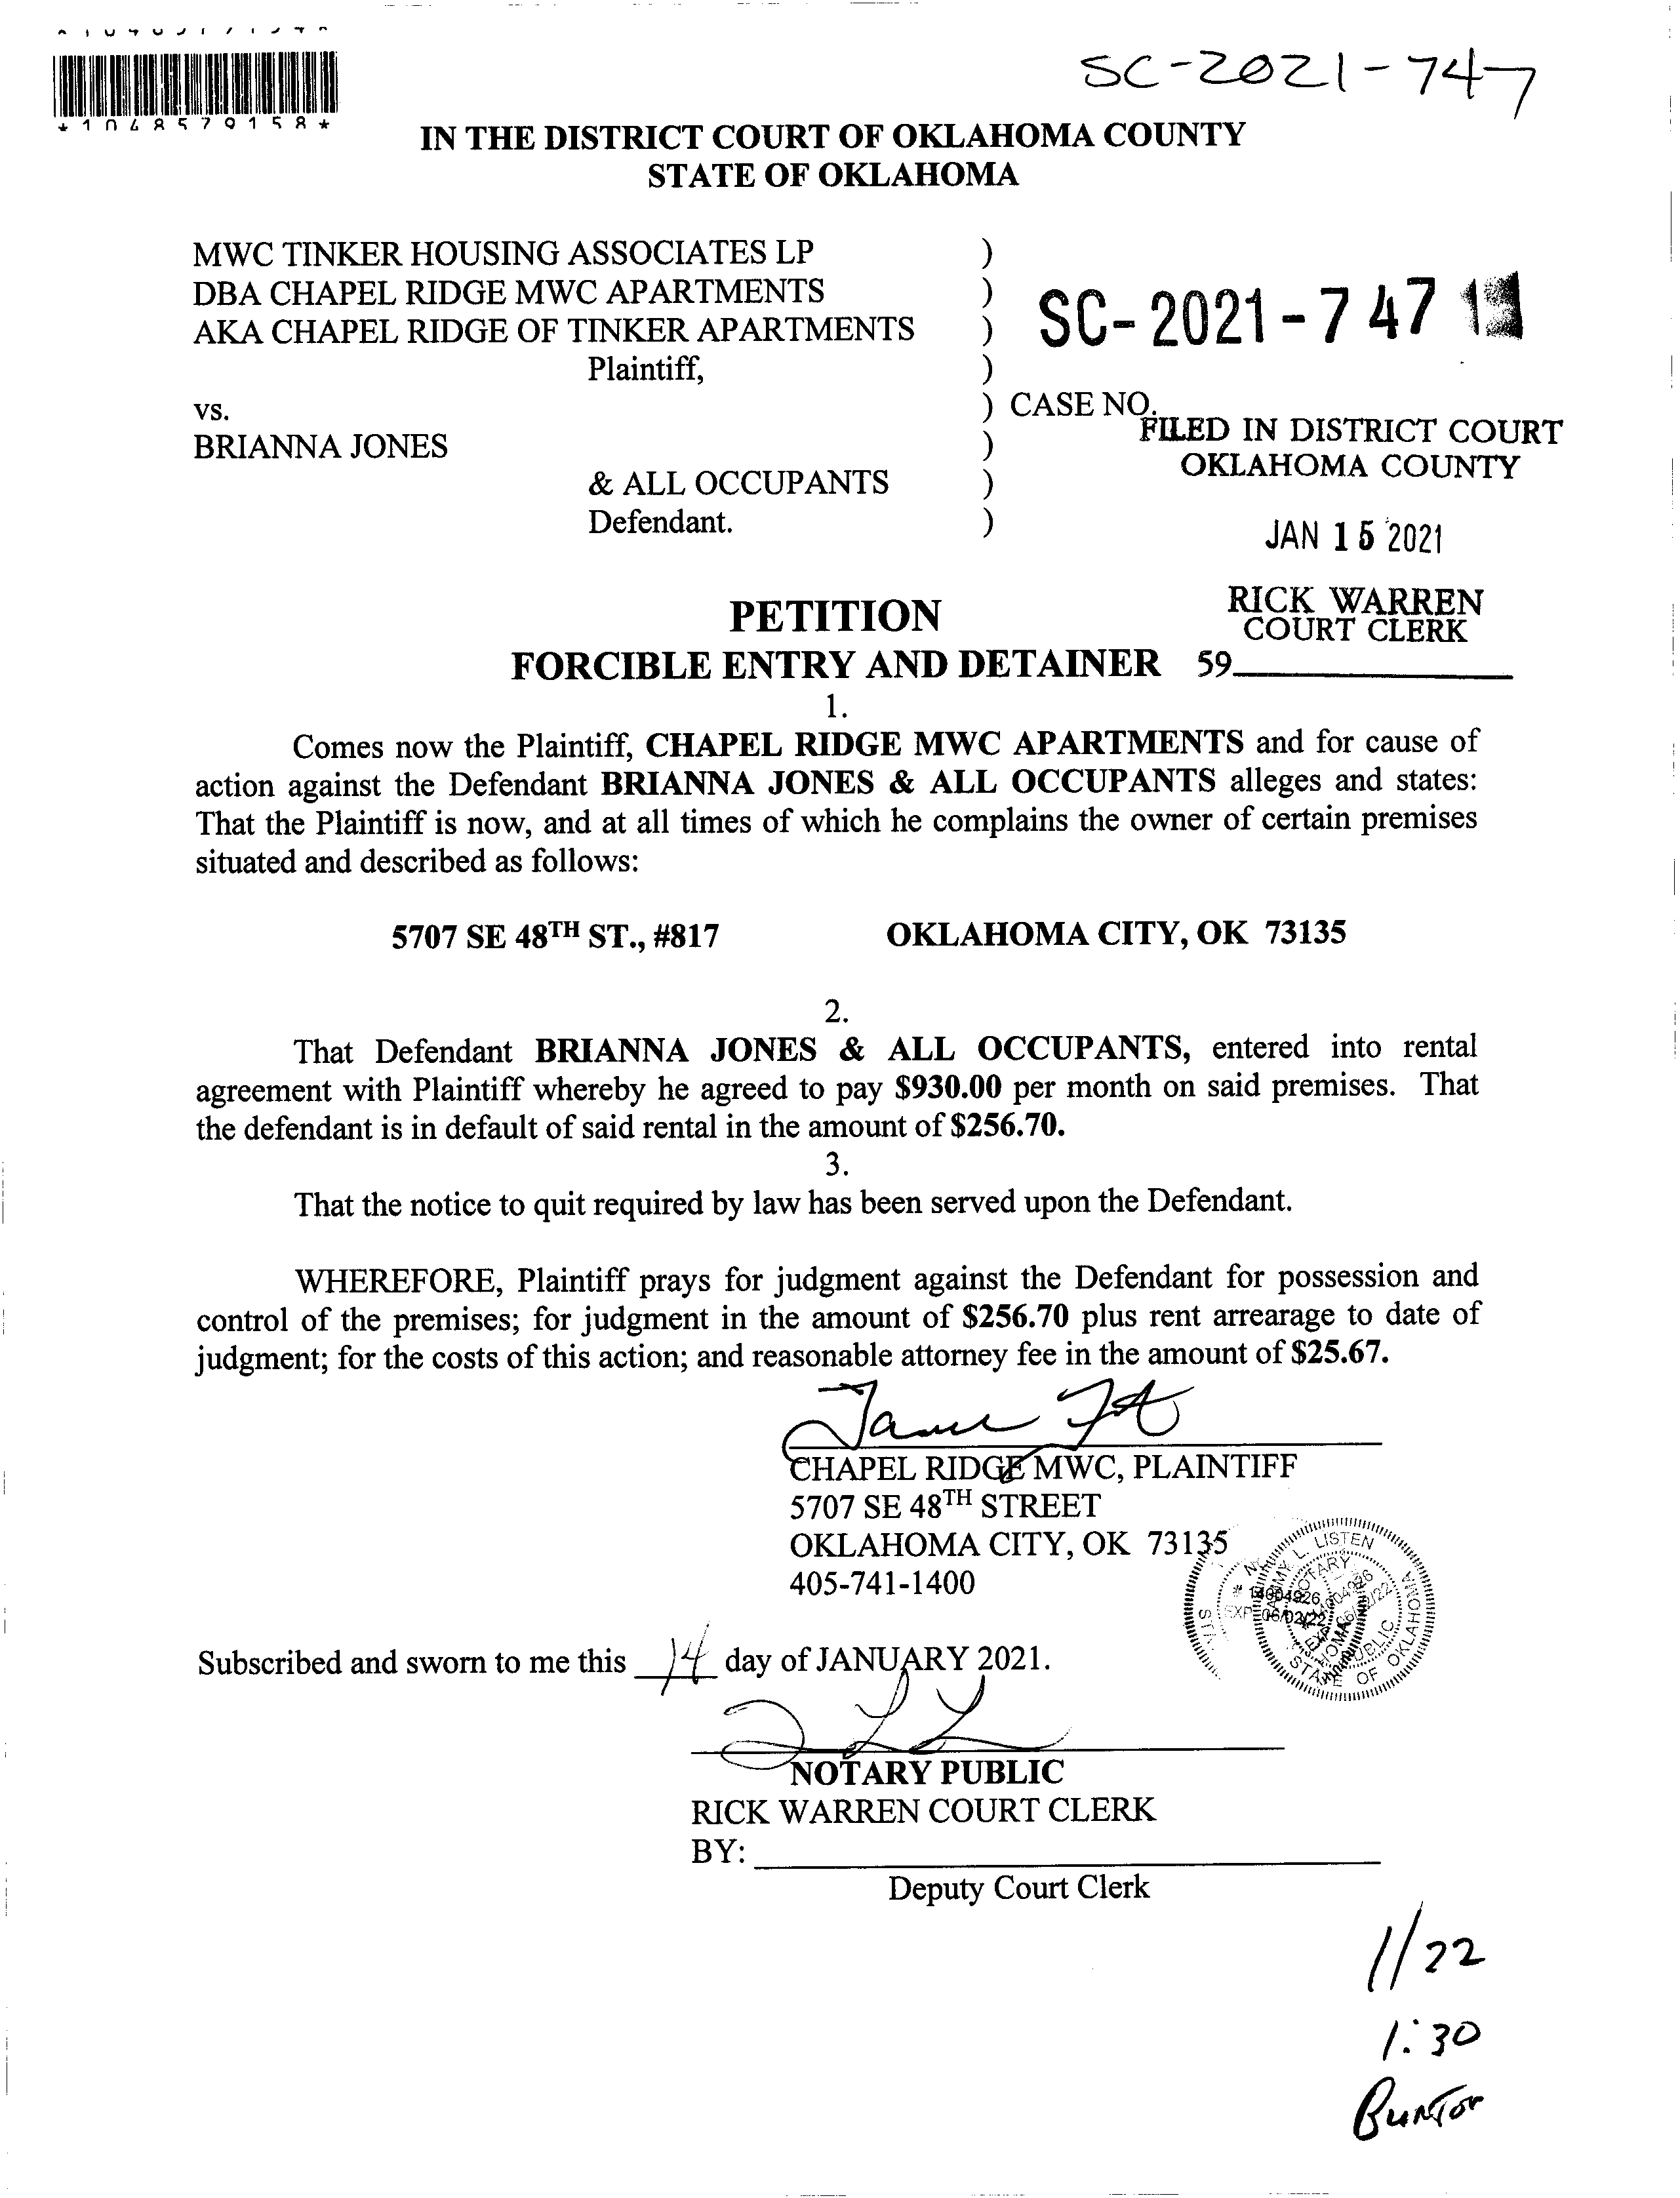 SC-2021-747
*1048579158*
IN THE DISTRICT COURT OF OKLAHOMA COUNTY
STATE OF OKLAHOMA
MWC TINKER HOUSING ASSOCIATES LP )
DBA CHAPEL RIDGE MWC APARTMENTS )
AKA CHAPEL RIDGE OF TINKER APARTMENTS ) SC-2021-747
Plaintiff, )
vs. ) CASE NO.
FILED IN DISTRICT COURT
BRIANNA JONES )
OKLAHOMA COUNTY
& ALL OCCUPANTS )
Defendant. ) JAN 15 2021
PETITION
RICK WARREN
COURT CLERK
FORCIBLE ENTRY AND DETAINER 59
1.
Comes now the Plaintiff, CHAPEL RIDGE MWC APARTMENTS and for cause of
action against the Defendant BRIANNA JONES & ALL OCCUPANTS alleges and states:
That the Plaintiff is now, and at all times of which he complains the owner of certain premises
situated and described as follows:
5707 SE 48TH ST., #817 OKLAHOMA CITY, OK 73135
2.
That Defendant BRIANNA JONES & ALL OCCUPANTS, entered into rental
agreement with Plaintiff whereby he agreed to pay $930.00 per month on said premises. That
the defendant is in default of said rental in the amount of $256.70.
3.
That the notice to quit required by law has been served upon the Defendant.
WHEREFORE, Plaintiff prays for judgment against the Defendant for possession and
control of the premises; for judgment in the amount of $256.70 plus rent arrearage to date of
judgment; for the costs of this action; and reasonable attorney fee in the amount of $25.67.
CHAPEL RIDGE MWC, PLAINTIFF
5707 SE 48TH STREET
OKLAHOMA CITY, OK 73135
405-741-1400
L. LISTEN
NOTARY
PUBLIC
STATE OF OKLAHOMA
14004926
EXP 06/02/22
Subscribed and sworn to me this 14 day of JANUARY 2021.
NOTARY PUBLIC
RICK WARREN COURT CLERK
BY:
Deputy Court Clerk
1/22
1:30
BunTor